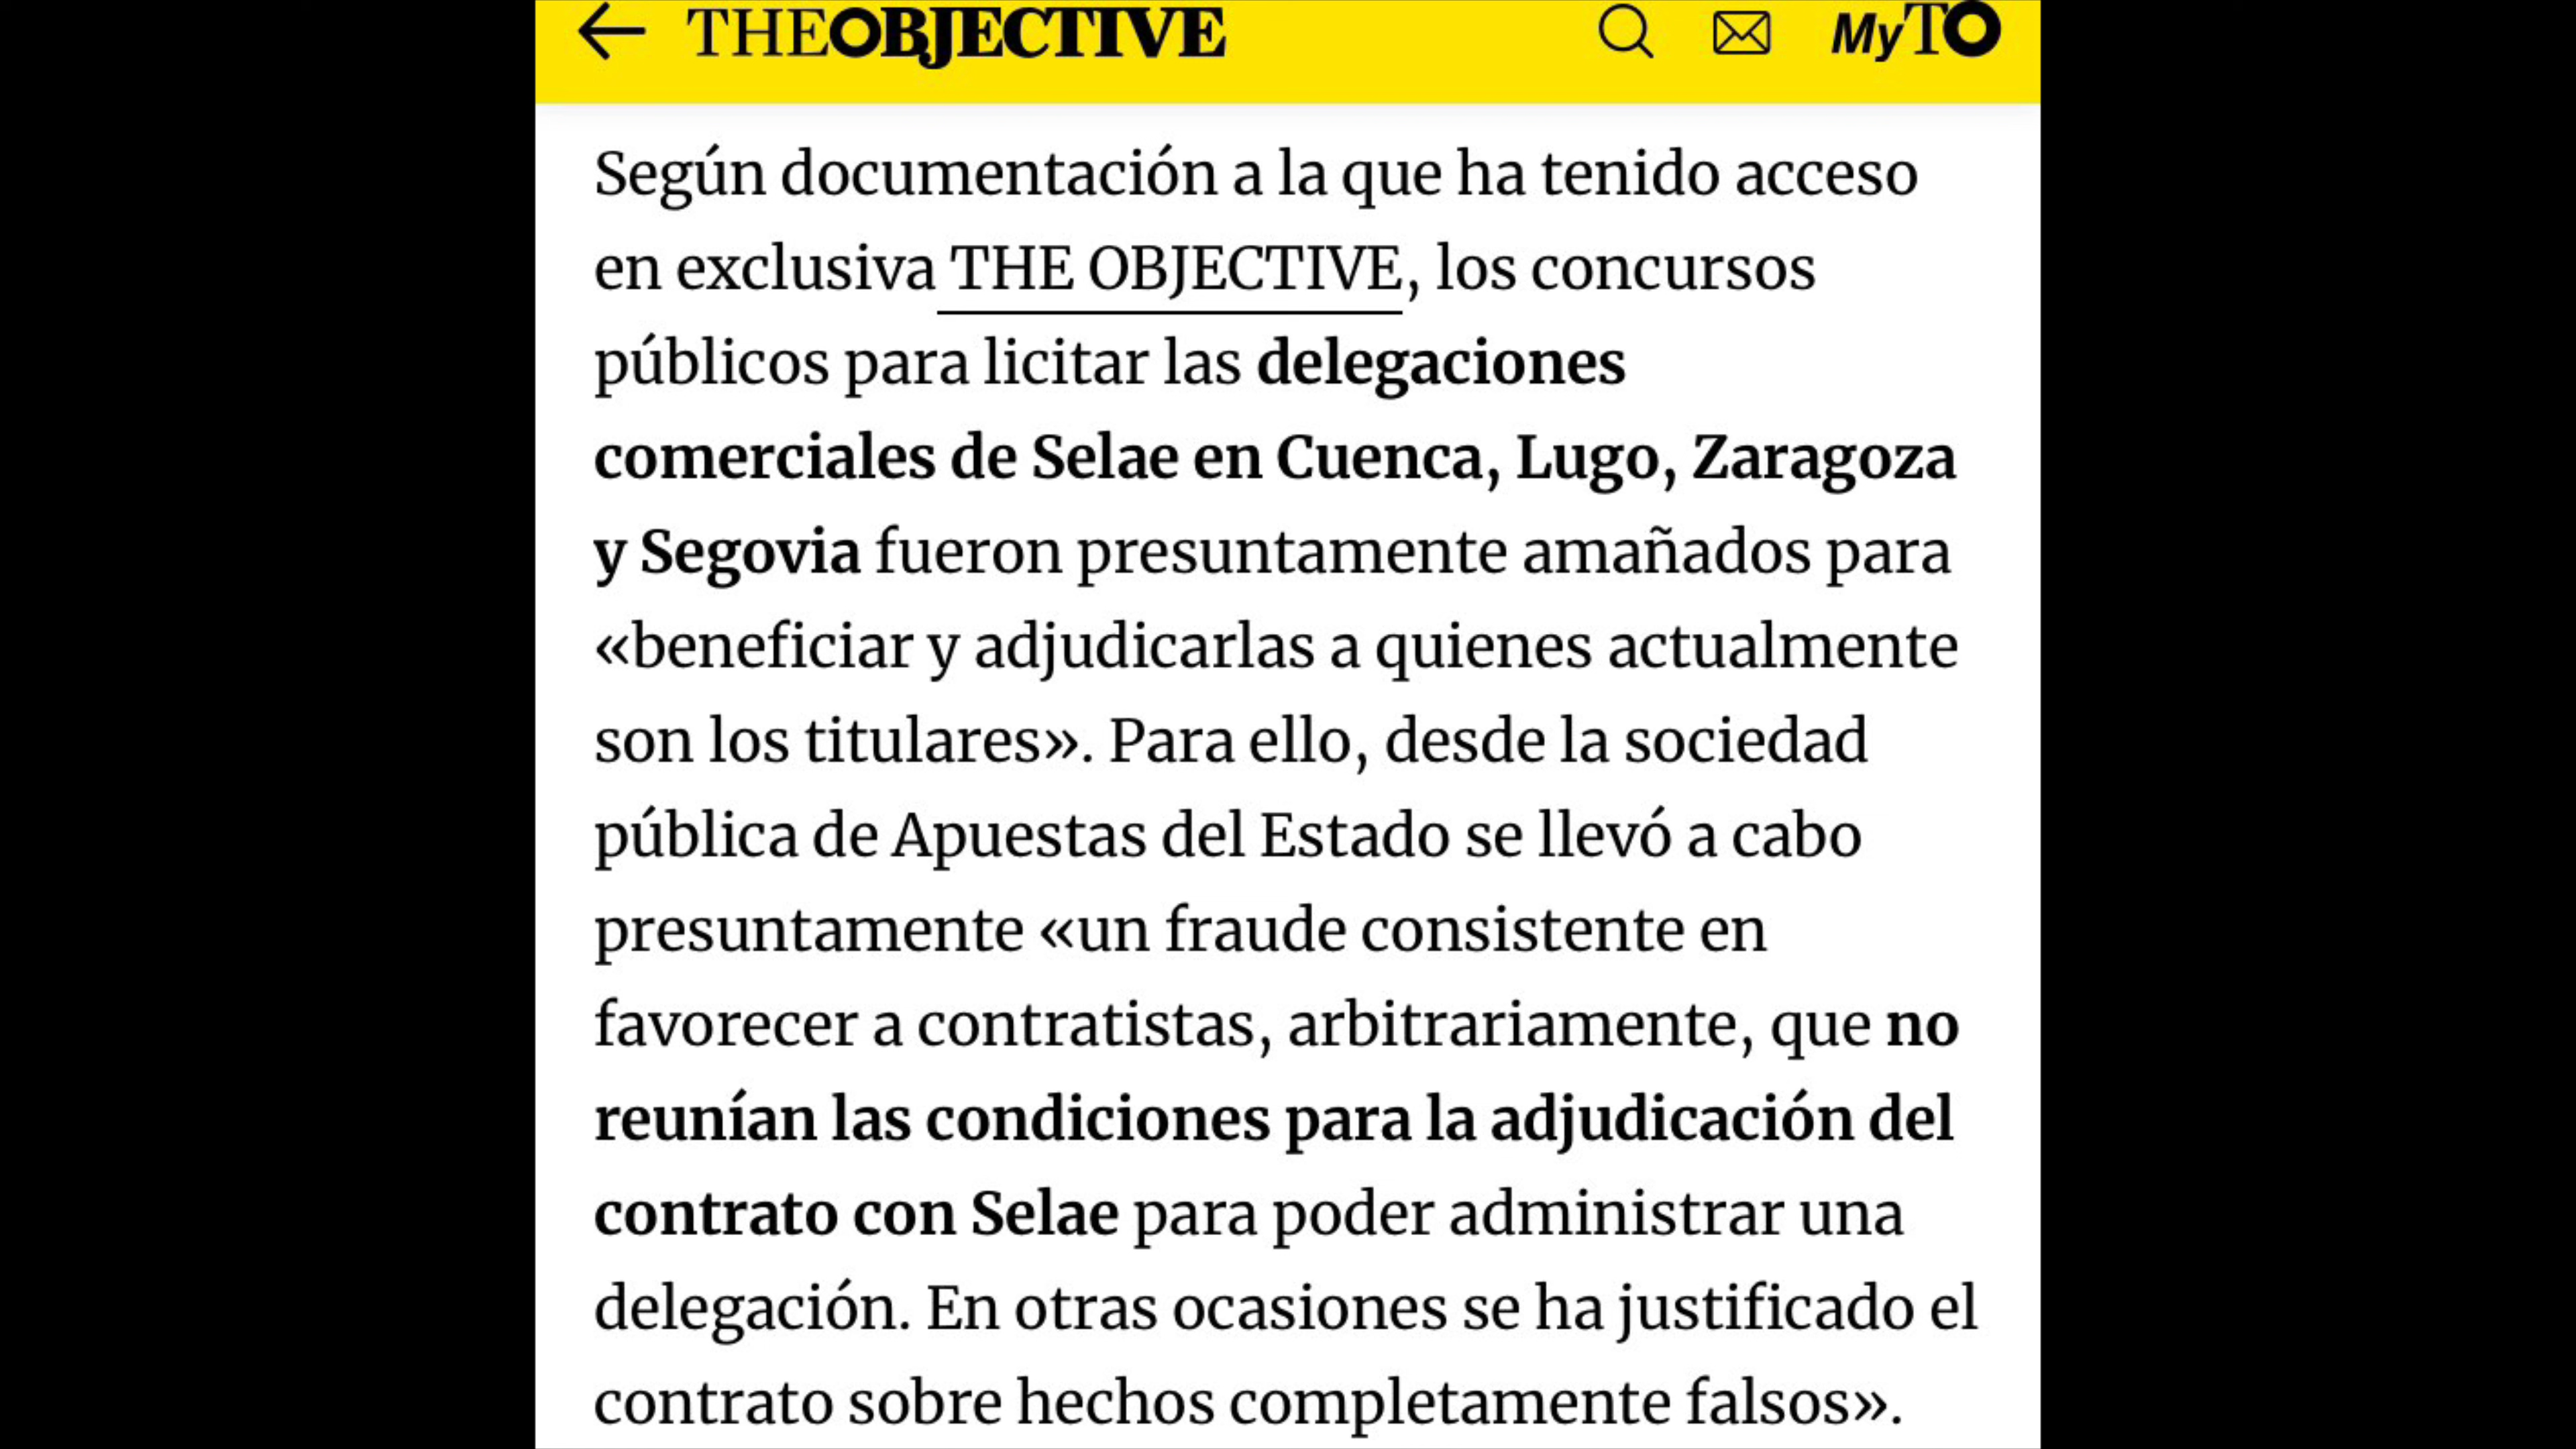 THEOBJECTIVE MyTO
Según documentación a la que ha tenido acceso
en exclusiva THE OBJECTIVE, los concursos
públicos para licitar las delegaciones
comerciales de Selae en Cuenca, Lugo, Zaragoza
y Segovia fueron presuntamente amañados para
«beneficiar y adjudicarlas a quienes actualmente
son los titulares». Para ello, desde la sociedad
pública de Apuestas del Estado se llevó a cabo
presuntamente «un fraude consistente en
favorecer a contratistas, arbitrariamente, que no
reunían las condiciones para la adjudicación del
contrato con Selae para poder administrar una
delegación. En otras ocasiones se ha justificado el
contrato sobre hechos completamente falsos».